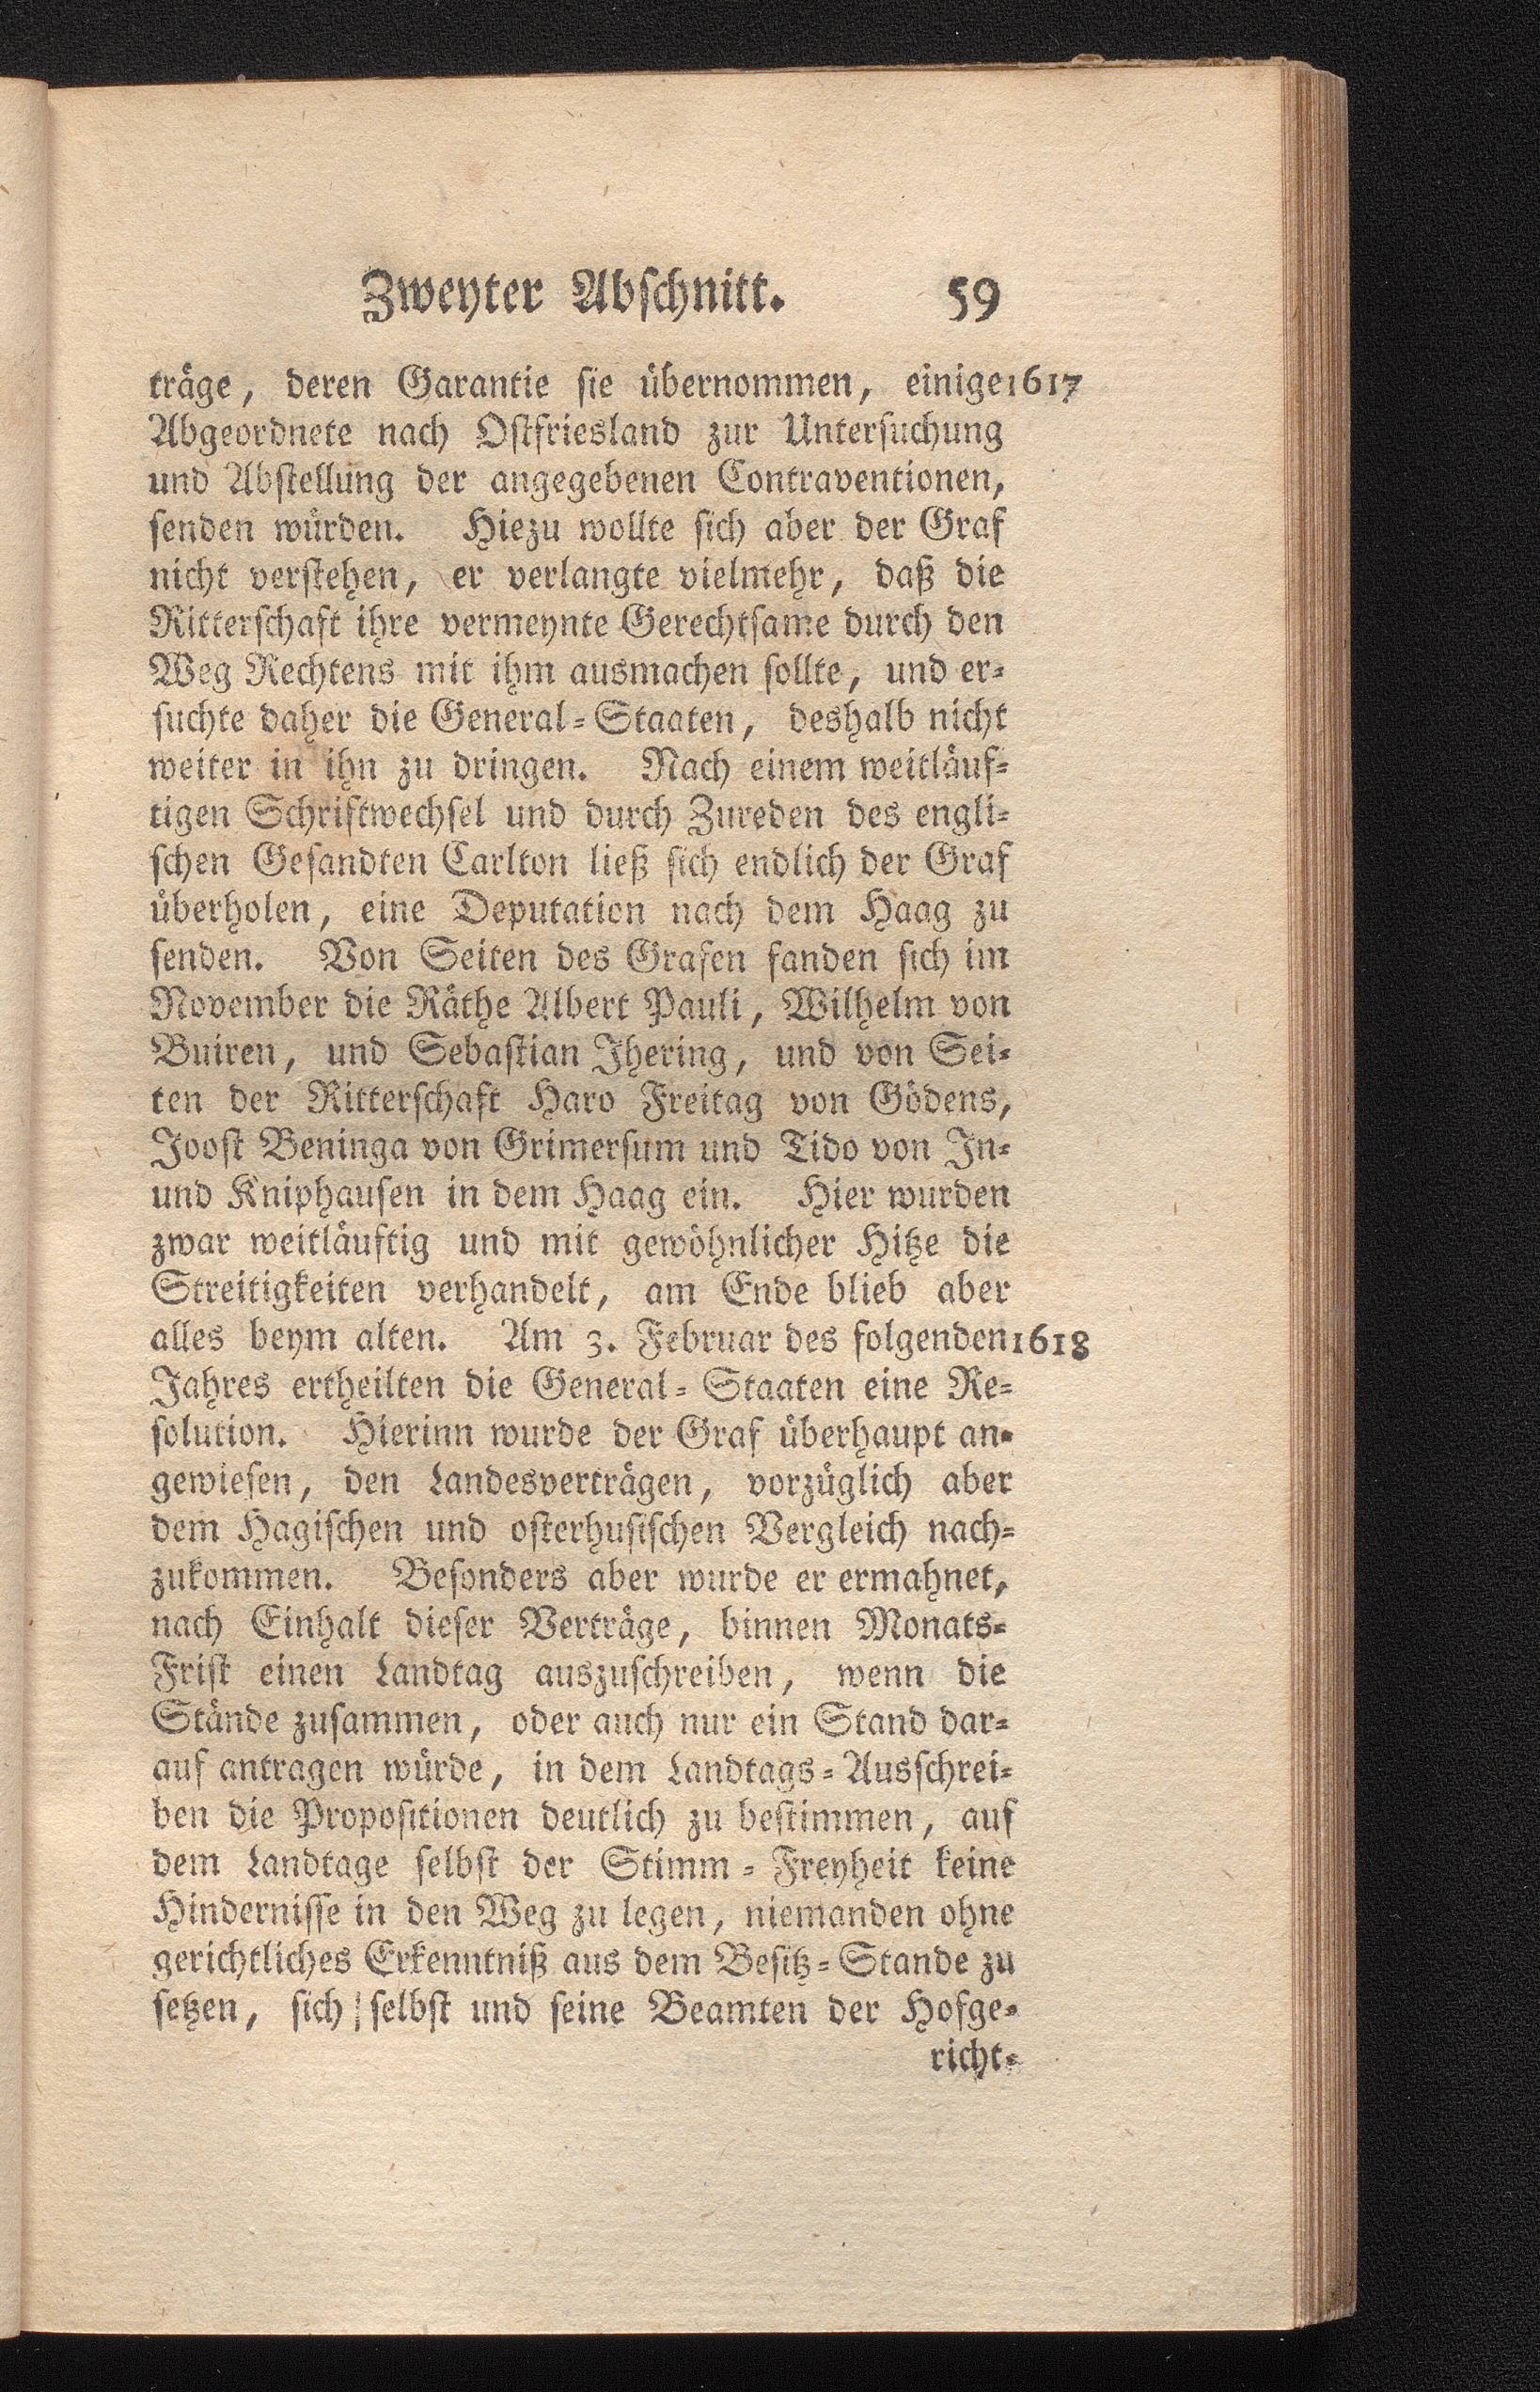 Zweyter Abschnitt. 59
träge, deren Garantie sie übernommen, einige 1617
Abgeordnete nach Ostfriesland zur Untersuchung
und Abstellung der angegebenen Contraventionen,
senden würden. Hiezu wollte sich aber der Graf
nicht verstehen, er verlangte vielmehr, daß die
Ritterschaft ihre vermeynte Gerechtsame durch den
Weg Rechtens mit ihm ausmachen sollte, und er-
suchte daher die General-Staaten, deshalb nicht
weiter in ihn zu dringen. Nach einem weitläuf-
tigen Schriftwechsel und durch Zureden des engli-
schen Gesandten Carlton ließ sich endlich der Graf
überholen, eine Deputation nach dem Haag zu
senden. Von Seiten des Grafen fanden sich im
November die Räthe Albert Pauli, Wilhelm von
Buiren, und Sebastian Jhering, und von Sei-
ten der Ritterschaft Haro Freitag von Gödens,
Joost Beninga von Grimersum und Tido von In-
und Kniphausen in dem Haag ein. Hier wurden
zwar weitläuftig und mit gewöhnlicher Hitze die
Streitigkeiten verhandelt, am Ende blieb aber
alles beym alten. Am 3. Februar des folgenden 1618
Jahres ertheilten die General-Staaten eine Re-
solution. Hierinn wurde der Graf überhaupt an-
gewiesen, den Landesverträgen, vorzüglich aber
dem Hagischen und osterhusischen Vergleich nach-
zukommen. Besonders aber wurde er ermahnet,
nach Einhalt dieser Verträge, binnen Monats-
Frist einen Landtag auszuschreiben, wenn die
Stände zusammen, oder auch nur ein Stand dar-
auf antragen würde, in dem Landtags-Ausschrei-
ben die Propositionen deutlich zu bestimmen, auf
dem Landtage selbst der Stimm-Freyheit keine
Hindernisse in den Weg zu legen, niemanden ohne
gerichtliches Erkenntniß aus dem Besitz-Stande zu
setzen, sich selbst und seine Beamten der Hofge-
richt-